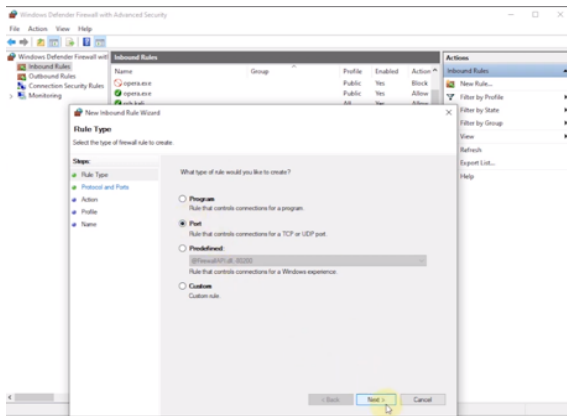 Windows Defender Firewall with Advanced Security
File Action View Help
Windows Defender Firewall with
Inbound Rules
Outbound Rules
Connection Security Rules
Monitoring
Inbound Rules
Name Group Profile Enabled Action
opera.exe Public Yes Block
opera.exe Public Yes Allow
Actions
Inbound Rules
New Rule...
Filter by Profile
Filter by State
Filter by Group
View
Refresh
Export List...
Help
New Inbound Rule Wizard
Rule Type
Select the type of firewall rule to create.
Steps:
Rule Type
Protocol and Ports
Action
Profile
Name
What type of rule would you like to create?
Program
Rule that controls connections for a program.
Port
Rule that controls connections for a TCP or UDP port.
Predefined:
@FirewallAPI.dll,-80200
Rule that controls connections for a Windows experience.
Custom
Custom rule.
< Back Next > Cancel